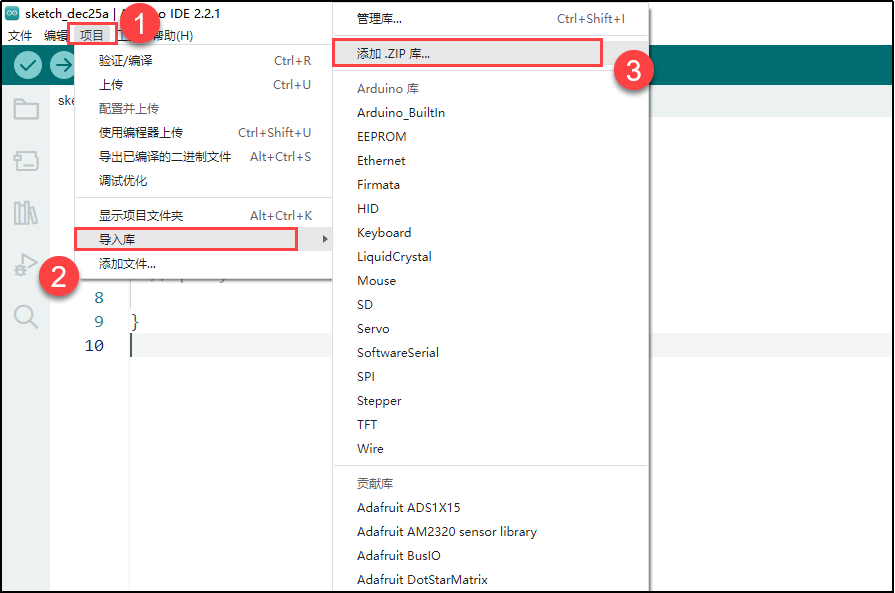 sketch_dec25a | A o IDE 2.2.1
文件 编辑 项目 帮助(H)
1
验证/编译 Ctrl+R
上传 Ctrl+U
配置并上传
使用编程器上传 Ctrl+Shift+U
导出已编译的二进制文件 Alt+Ctrl+S
调试优化
显示项目文件夹 Alt+Ctrl+K
导入库
添加文件...
2
ske
8
9 }
10
管理库... Ctrl+Shift+I
添加 .ZIP 库...
3
Arduino 库
Arduino_BuiltIn
EEPROM
Ethernet
Firmata
HID
Keyboard
LiquidCrystal
Mouse
SD
Servo
SoftwareSerial
SPI
Stepper
TFT
Wire
贡献库
Adafruit ADS1X15
Adafruit AM2320 sensor library
Adafruit BusIO
Adafruit DotStarMatrix